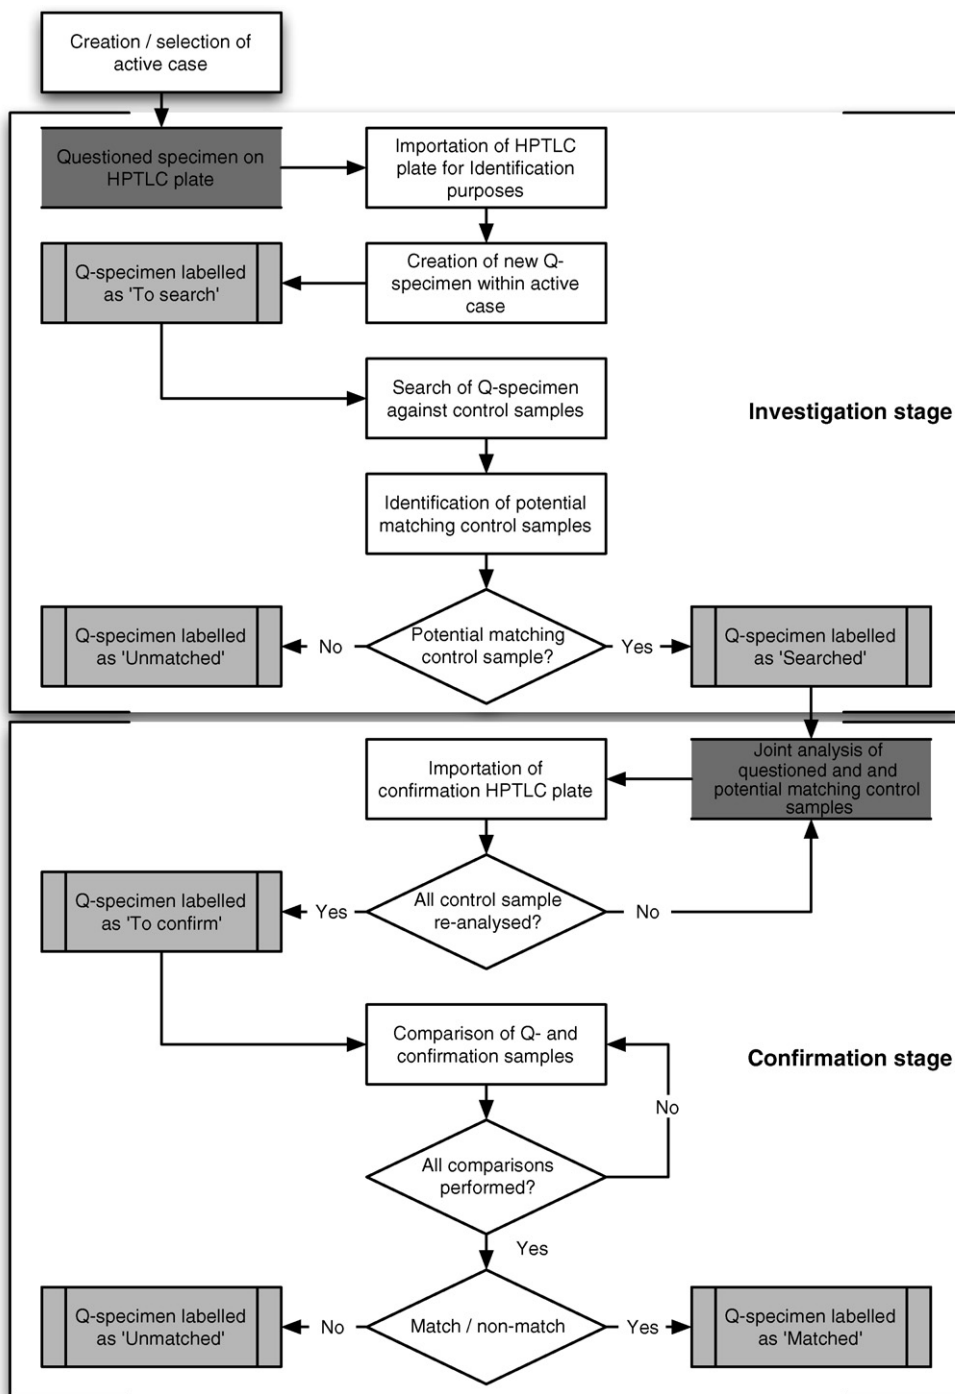 Creation / selection of
active case
Questioned specimen on
HPTLC plate
Importation of HPTLC
plate for Identification
purposes
Q-specimen labelled
as 'To search'
Creation of new Q-
specimen within active
case
Search of Q-specimen
against control samples
Investigation stage
Identification of potential
matching control samples
Q-specimen labelled
as 'Unmatched'
No
Potential matching
control sample?
Yes
Q-specimen labelled
as 'Searched'
Importation of
confirmation HPTLC plate
Joint analysis of
questioned and and
potential matching control
samples
Q-specimen labelled
as 'To confirm'
Yes
All control sample
re-analysed?
No
Comparison of Q- and
confirmation samples
Confirmation stage
No
All comparisons
performed?
Yes
Q-specimen labelled
as 'Unmatched'
No
Match / non-match
Yes
Q-specimen labelled
as 'Matched'